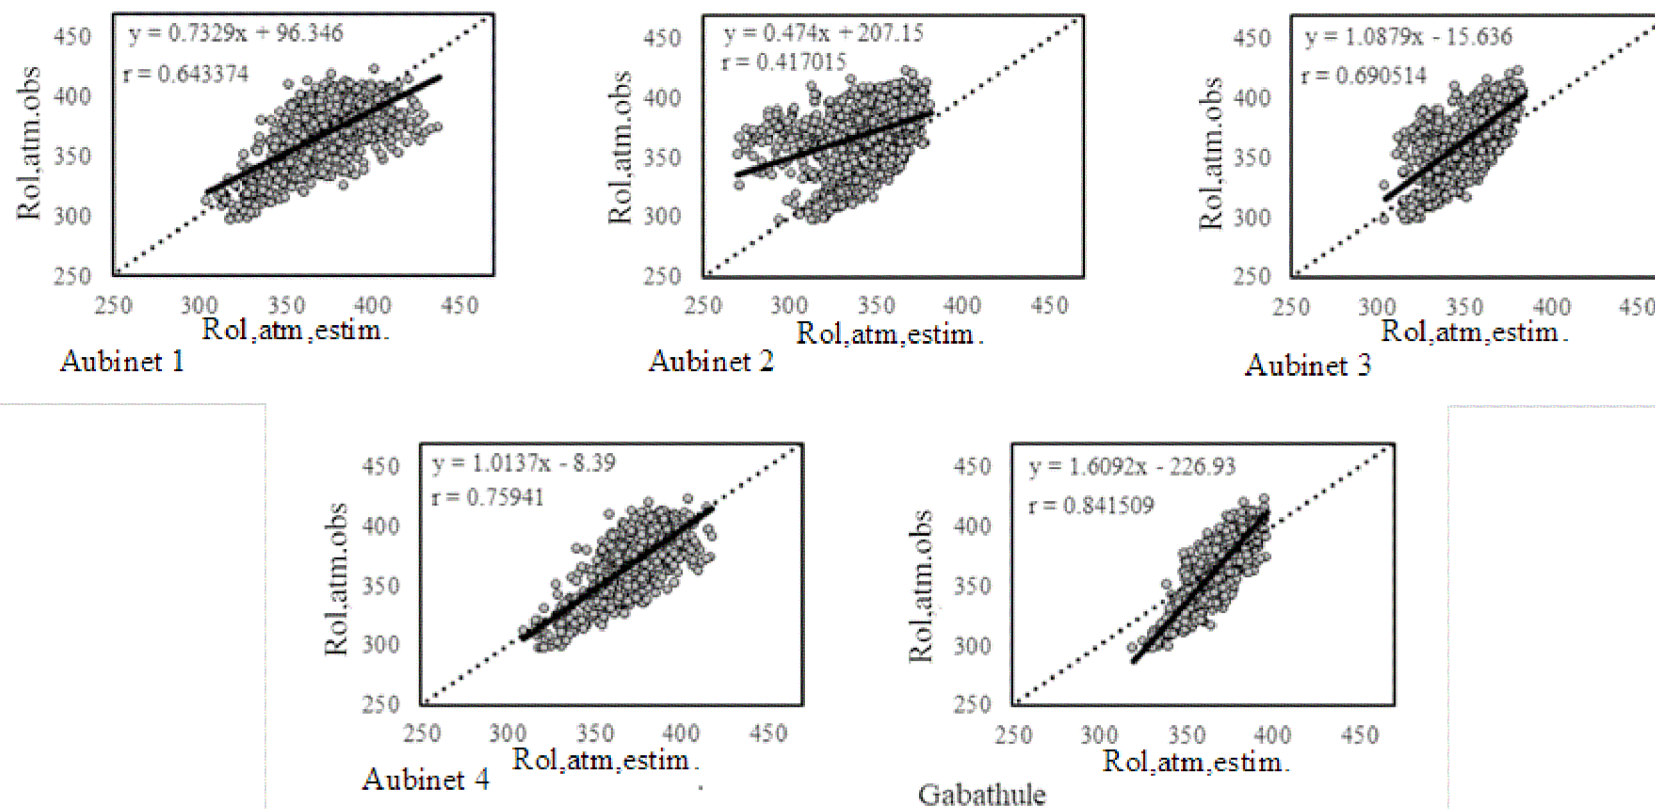 y = 0.7329x + 96.346
r = 0.643374
Rol,atm.obs
450
400
350
300
250
250 300 350 400 450
Rol,atm,estim.
Aubinet 1
y = 0.474x + 207.15
r = 0.417015
Rol,atm.obs
450
400
350
300
250
250 300 350 400 450
Rol,atm,estim.
Aubinet 2
y = 1.0879x - 15.636
r = 0.690514
Rol,atm.obs
450
400
350
300
250
250 300 350 400 450
Rol,atm,estim.
Aubinet 3
y = 1.0137x - 8.39
r = 0.75941
Rol,atm.obs
450
400
350
300
250
250 300 350 400 450
Rol,atm,estim.
Aubinet 4
y = 1.6092x - 226.93
r = 0.841509
Rol,atm.obs
450
400
350
300
250
250 300 350 400 450
Rol,atm,estim.
Gabathule